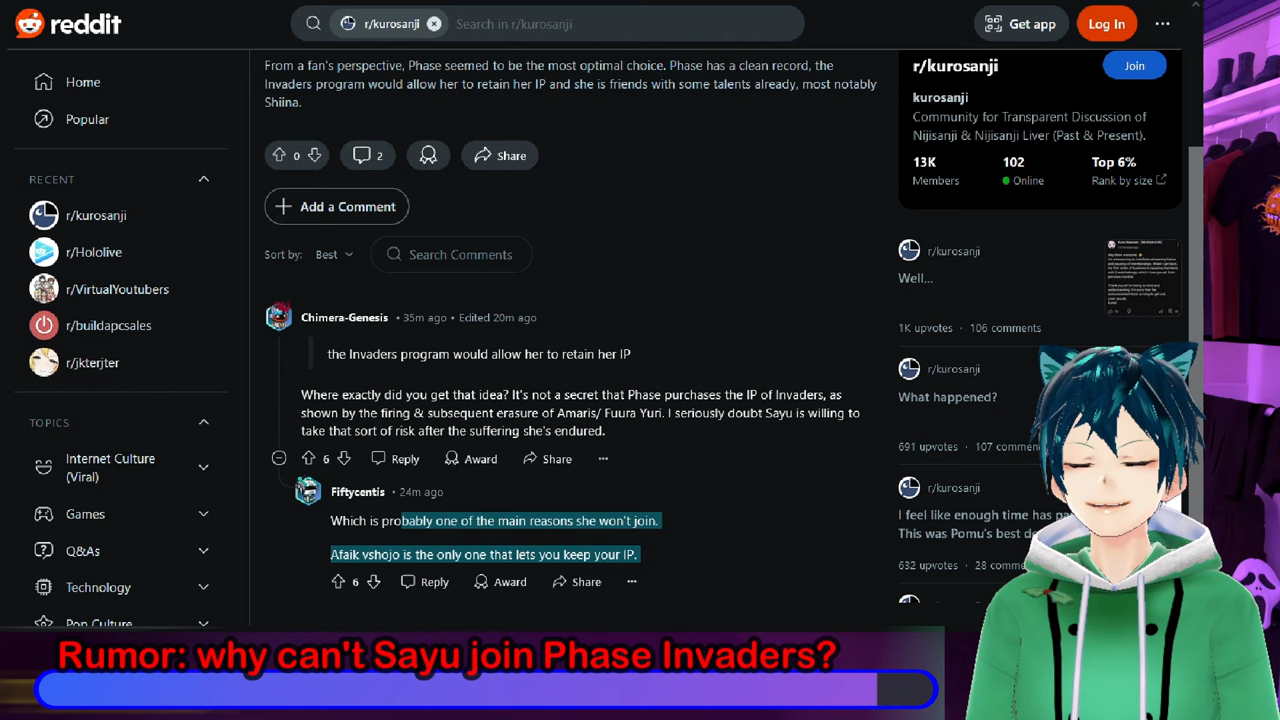 reddit
r/kurosanji
Search in r/kurosanji
Get app
Log In
Home
Popular
RECENT
r/kurosanji
r/Hololive
r/VirtualYoutubers
r/buildapcsales
r/jkterjter
TOPICS
Internet Culture
(Viral)
Games
Q&As
Technology
Pop Culture
From a fan's perspective, Phase seemed to be the most optimal choice. Phase has a clean record, the
Invaders program would allow her to retain her IP and she is friends with some talents already, most notably
Shiina.
0
2
Share
Add a Comment
Sort by:
Best
Search Comments
Chimera-Genesis • 35m ago • Edited 20m ago
the Invaders program would allow her to retain her IP
Where exactly did you get that idea? It's not a secret that Phase purchases the IP of Invaders, as
shown by the firing & subsequent erasure of Amaris/ Fuura Yuri. I seriously doubt Sayu is willing to
take that sort of risk after the suffering she's endured.
6
Reply
Award
Share
Fiftycentis • 24m ago
Which is probably one of the main reasons she won't join.
Afaik vshojo is the only one that lets you keep your IP.
6
Reply
Award
Share
r/kurosanji
Join
kurosanji
Community for Transparent Discussion of
Nijisanji & Nijisanji Liver (Past & Present).
13K
102
Top 6%
Members
Online
Rank by size
r/kurosanji
Well...
1K upvotes • 106 comments
r/kurosanji
What happened?
691 upvotes • 107 commen
r/kurosanji
I feel like enough time has pa
This was Pomu's best d
632 upvotes • 28 comme
Rumor: why can't Sayu join Phase Invaders?